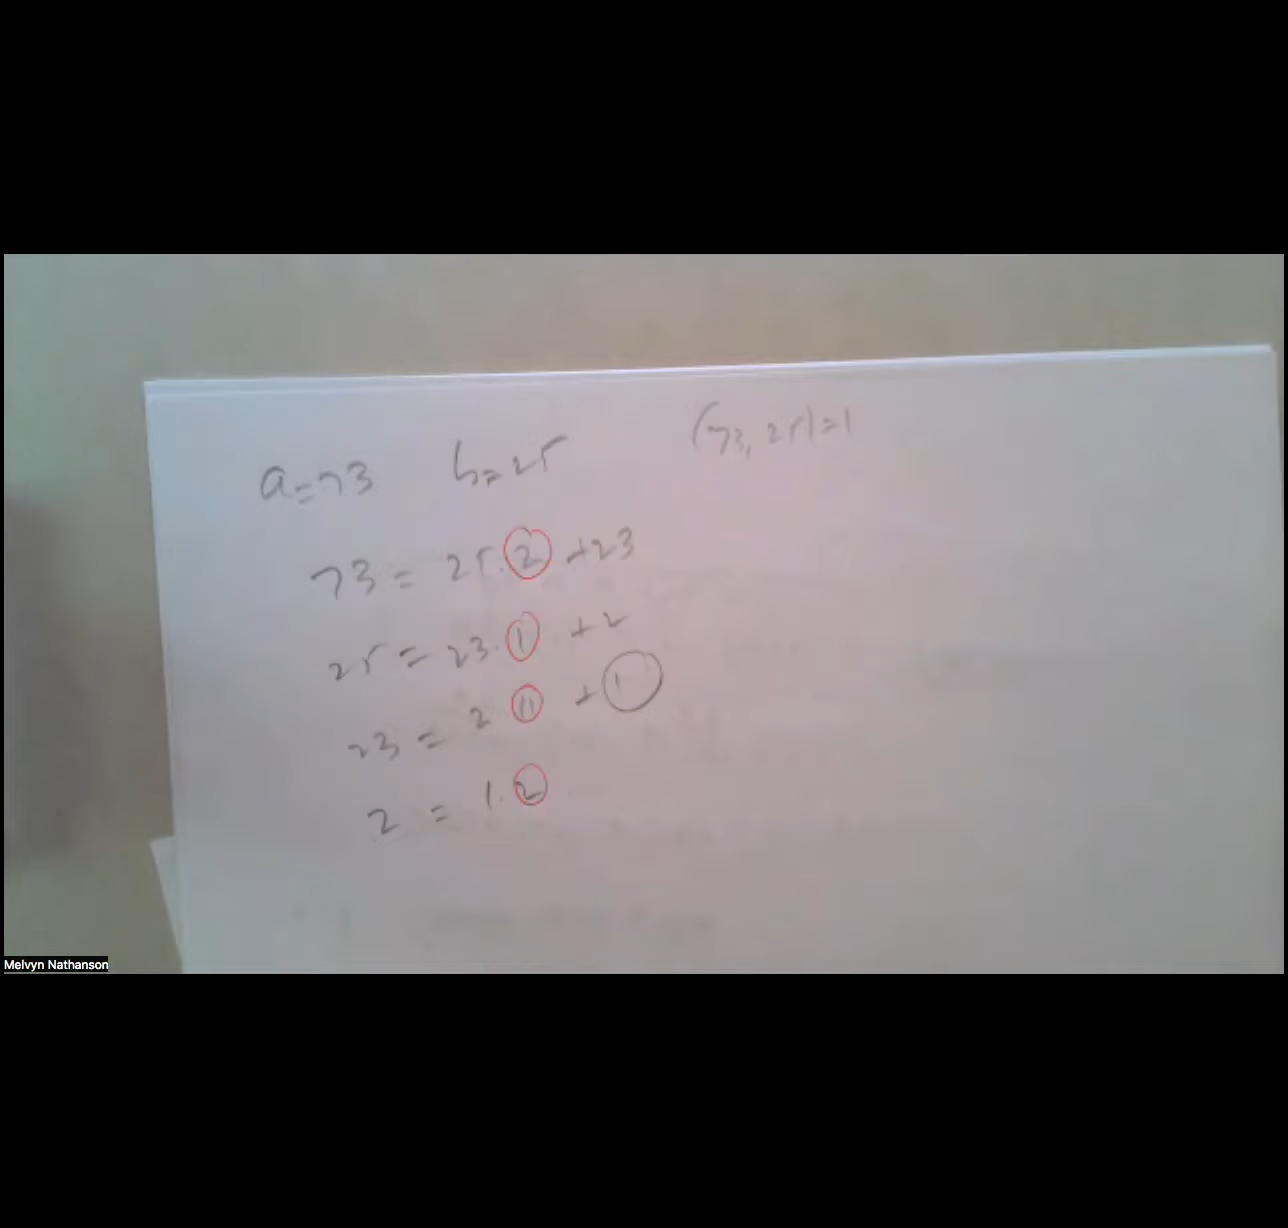 a=73 b=25 (73, 25)=1
73 = 25.2 +23
25 = 23.1 +2
23 = 2 11 +1
2 = 1.2
Melvyn Nathanson